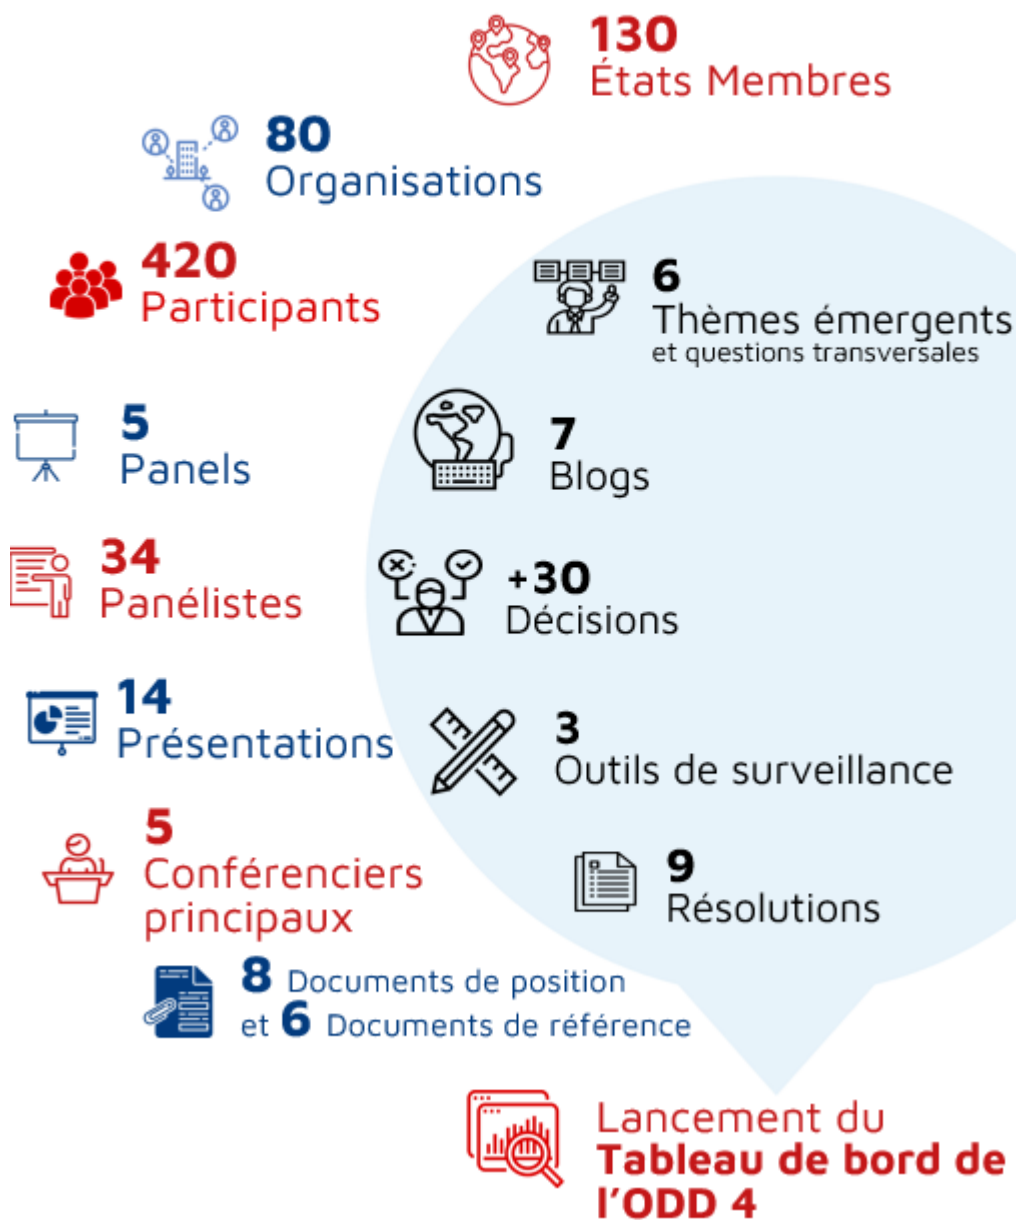 130
États Membres
80
Organisations
420
Participants
5
Panels
34
Panélistes
14
Présentations
5
Conférenciers
principaux
8 Documents de position
et 6 Documents de référence
6
Thèmes émergents
et questions transversales
7
Blogs
+30
Décisions
3
Outils de surveillance
9
Résolutions
Lancement du
Tableau de bord de
l'ODD 4